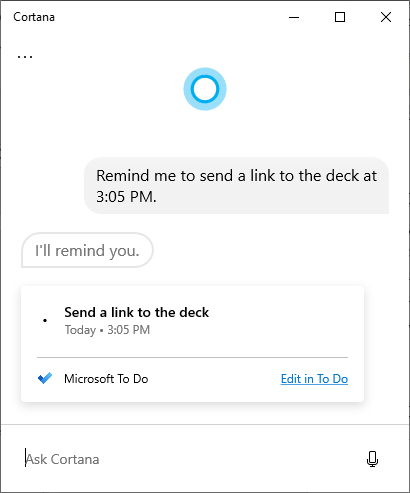 Cortana
...
Remind me to send a link to the deck at
3:05 PM.
I'll remind you.
Send a link to the deck
Today • 3:05 PM
Microsoft To Do
Edit in To Do
Ask Cortana